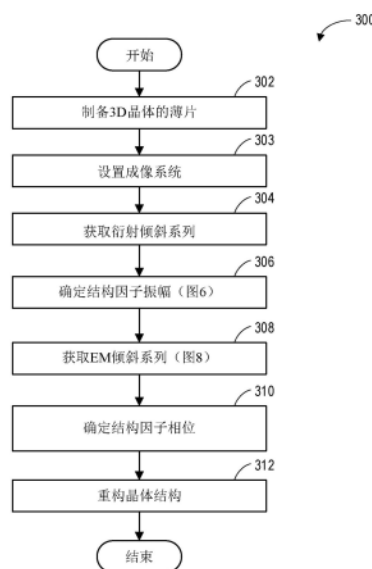 300
开始
302
制备3D晶体的薄片
303
设置成像系统
304
获取衍射倾斜系列
306
确定结构因子振幅（图6）
308
获取EM倾斜系列（图8）
310
确定结构因子相位
312
重构晶体结构
结束